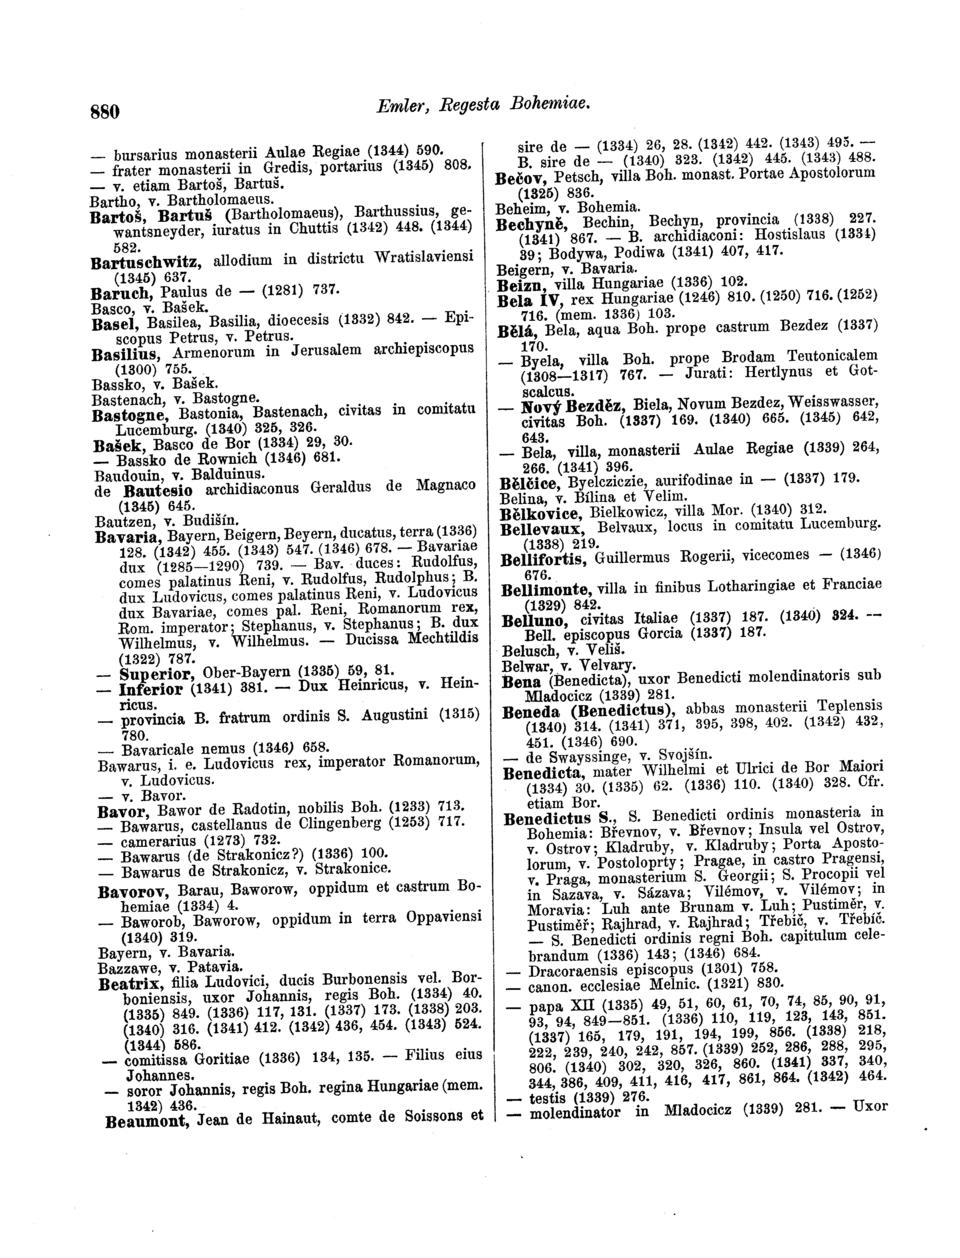 880
Emler, Regesta Bohemiae.
— bursarius monasterii Aulae Regiae (1344) 590.
— frater monasterii in Gredis, portarius (1345) 808.
— v. etiam Bartoš, Bartuš.
Bartho, v. Bartholomaeus.
Bartoš, Bartuš (Bartholomaeus), Barthussius, ge-
wantsneyder, iuratus in Chuttis (1342) 448. (1344)
582.
Bartuschwitz, allodium in districtu Wratislaviensi
(1345) 637.
Baruch, Paulus de — (1281) 737.
Basco, v. Bašek.
Basel, Basilea, Basilia, dioecesis (1332) 842. — Epi-
scopus Petrus, v. Petrus.
Basilius, Armenorum in Jerusalem archiepiscopus
(1300) 755.
Bassko, v. Bašek.
Bastenach, v. Bastogne.
Bastogne, Bastonia, Bastenach, civitas in comitatu
Lucemburg. (1340) 325, 326.
Bašek, Basco de Bor (1334) 29, 30.
— Bassko de Rownich (1346) 681.
Baudouin, v. Balduinus.
de Bautesio archidiaconus Geraldus de Magnaco
(1345) 645.
Bautzen, v. Budišín.
Bavaria, Bayern, Beigern, Beyern, ducatus, terra (1336)
128. (1342) 455. (1343) 547. (1346) 678. — Bavariae
dux (1285—1290) 739. — Bav. duces: Rudolfus,
comes palatinus Reni, v. Rudolfus, Rudolphus; B.
dux Ludovicus, comes palatinus Reni, v. Ludovicus
dux Bavariae, comes pal. Reni, Romanorum rex,
Rom. imperator; Stephanus, v. Stephanus; B. dux
Wilhelmus, v. Wilhelmus. — Ducissa Mechtildis
(1322) 787.
— Superior, Ober-Bayern (1335) 59, 81.
— Inferior (1341) 381. — Dux Heinricus, v. Hein-
ricus.
— provincia B. fratrum ordinis S. Augustini (1315)
780.
— Bavaricale nemus (1346) 658.
Bawarus, i. e. Ludovicus rex, imperator Romanorum,
v. Ludovicus.
— v. Bavor.
Bavor, Bawor de Radotin, nobilis Boh. (1233) 713.
— Bawarus, castellanus de Clingenberg (1253) 717.
— camerarius (1273) 732.
— Bawarus (de Strakonicz?) (1336) 100.
— Bawarus de Strakonicz, v. Strakonice.
Bavorov, Barau, Baworow, oppidum et castrum Bo-
hemiae (1334) 4.
— Baworob, Baworow, oppidum in terra Oppaviensi
(1340) 319.
Bayern, v. Bavaria.
Bazzawe, v. Patavia.
Beatrix, filia Ludovici, ducis Burbonensis vel. Bor-
boniensis, uxor Johannis, regis Boh. (1334) 40.
(1335) 849. (1336) 117, 131. (1337) 173. (1338) 203.
(1340) 316. (1341) 412. (1342) 436, 454. (1343) 524.
(1344) 586.
— comitissa Goritiae (1336) 134, 135. — Filius eius
Johannes.
— soror Johannis, regis Boh. regina Hungariae (mem.
1342) 436.
Beaumont, Jean de Hainaut, comte de Soissons et
sire de — (1334) 26, 28. (1342) 442. (1343) 495. —
B. sire de — (1340) 323. (1342) 445. (1343) 488.
Bečov, Petsch, villa Boh. monast. Portae Apostolorum
(1325) 836.
Beheim, v. Bohemia.
Bechyně, Bechin, Bechyn, provincia (1338) 227.
(1341) 867. — B. archidiaconi: Hostislaus (1334)
39; Bodywa, Podiwa (1341) 407, 417.
Beigern, v. Bavaria.
Beizn, villa Hungariae (1336) 102.
Bela IV, rex Hungariae (1246) 810. (1250) 716. (1252)
716. (mem. 1336) 103.
Bělá, Bela, aqua Boh. prope castrum Bezdez (1337)
170.
— Byela, villa Boh. prope Brodam Teutonicalem
(1308—1317) 767. — Jurati: Hertlynus et Got-
scalcus.
— Nový Bezděz, Biela, Novum Bezdez, Weisswasser,
civitas Boh. (1337) 169. (1340) 665. (1345) 642,
643.
— Bela, villa, monasterii Aulae Regiae (1339) 264,
266. (1341) 396.
Bělčice, Byelcziczie, aurifodinae in — (1337) 179.
Belina, v. Bílina et Velim.
Bělkovice, Bielkowicz, villa Mor. (1340) 312.
Bellevaux, Belvaux, locus in comitatu Lucemburg.
(1338) 219.
Bellifortis, Guillermus Rogerii, vicecomes — (1346)
676.
Bellimonte, villa in finibus Lotharingiae et Franciae
(1329) 842.
Belluno, civitas Italiae (1337) 187. (1340) 324. —
Bell. episcopus Gorcia (1337) 187.
Belusch, v. Veliš.
Belwar, v. Velvary.
Bena (Benedicta), uxor Benedicti molendinatoris sub
Mladocicz (1339) 281.
Beneda (Benedictus), abbas monasterii Teplensis
(1340) 314. (1341) 371, 395, 398, 402. (1342) 432,
451. (1346) 690.
— de Swayssinge, v. Svojšín.
Benedicta, mater Wilhelmi et Ulrici de Bor Maiori
(1334) 30. (1335) 62. (1336) 110. (1340) 328. Cfr.
etiam Bor.
Benedictus S., S. Benedicti ordinis monasteria in
Bohemia: Břevnov, v. Břevnov; Insula vel Ostrov,
v. Ostrov; Kladruby, v. Kladruby; Porta Aposto-
lorum, v. Postoloprty; Pragae, in castro Pragensi,
v. Praga, monasterium S. Georgii; S. Procopii vel
in Sazava, v. Sázava; Vilémov, v. Vilémov; in
Moravia: Luh ante Brunam v. Luh; Pustiměr, v.
Pustiměř; Rajhrad, v. Rajhrad; Třebič, v. Třebíč.
— S. Benedicti ordinis regni Boh. capitulum cele-
brandum (1336) 143; (1346) 684.
— Dracoraensis episcopus (1301) 758.
— canon. ecclesiae Melnic. (1321) 830.
— papa XII (1335) 49, 51, 60, 61, 70, 74, 85, 90, 91,
93, 94, 849—851. (1336) 110, 119, 123, 143, 851.
(1337) 165, 179, 191, 194, 199, 856. (1338) 218,
222, 239, 240, 242, 857. (1339) 252, 286, 288, 295,
806. (1340) 302, 320, 326, 860. (1341) 337, 340,
344, 386, 409, 411, 416, 417, 861, 864. (1342) 464.
— testis (1339) 276.
— molendinator in Mladocicz (1339) 281. — Uxor